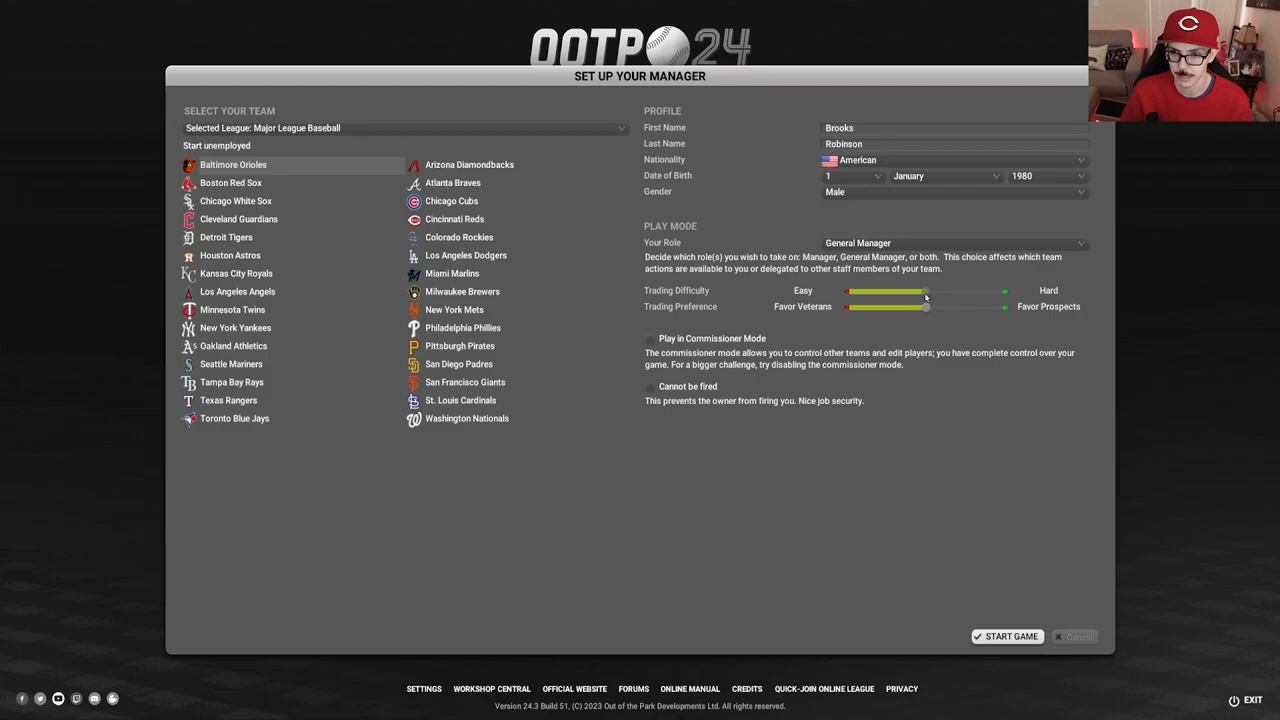 OOTP 24
SET UP YOUR MANAGER
SELECT YOUR TEAM
Selected League: Major League Baseball
Start unemployed
Baltimore Orioles
Boston Red Sox
Chicago White Sox
Cleveland Guardians
Detroit Tigers
Houston Astros
Kansas City Royals
Los Angeles Angels
Minnesota Twins
New York Yankees
Oakland Athletics
Seattle Mariners
Tampa Bay Rays
Texas Rangers
Toronto Blue Jays
Arizona Diamondbacks
Atlanta Braves
Chicago Cubs
Cincinnati Reds
Colorado Rockies
Los Angeles Dodgers
Miami Marlins
Milwaukee Brewers
New York Mets
Philadelphia Phillies
Pittsburgh Pirates
San Diego Padres
San Francisco Giants
St. Louis Cardinals
Washington Nationals
PROFILE
First Name Brooks
Last Name Robinson
Nationality American
Date of Birth 1 January 1980
Gender Male
PLAY MODE
Your Role General Manager
Decide which role(s) you wish to take on: Manager, General Manager, or both. This choice affects which team
actions are available to you or delegated to other staff members of your team.
Trading Difficulty Easy Hard
Trading Preference Favor Veterans Favor Prospects
Play in Commissioner Mode
The commissioner mode allows you to control other teams and edit players; you have complete control over your
game. For a bigger challenge, try disabling the commissioner mode.
Cannot be fired
This prevents the owner from firing you. Nice job security.
START GAME Cancel
SETTINGS WORKSHOP CENTRAL OFFICIAL WEBSITE FORUMS ONLINE MANUAL CREDITS QUICK-JOIN ONLINE LEAGUE PRIVACY
Version 24.3 Build 51, (C) 2023 Out of the Park Developments Ltd. All rights reserved.
EXIT